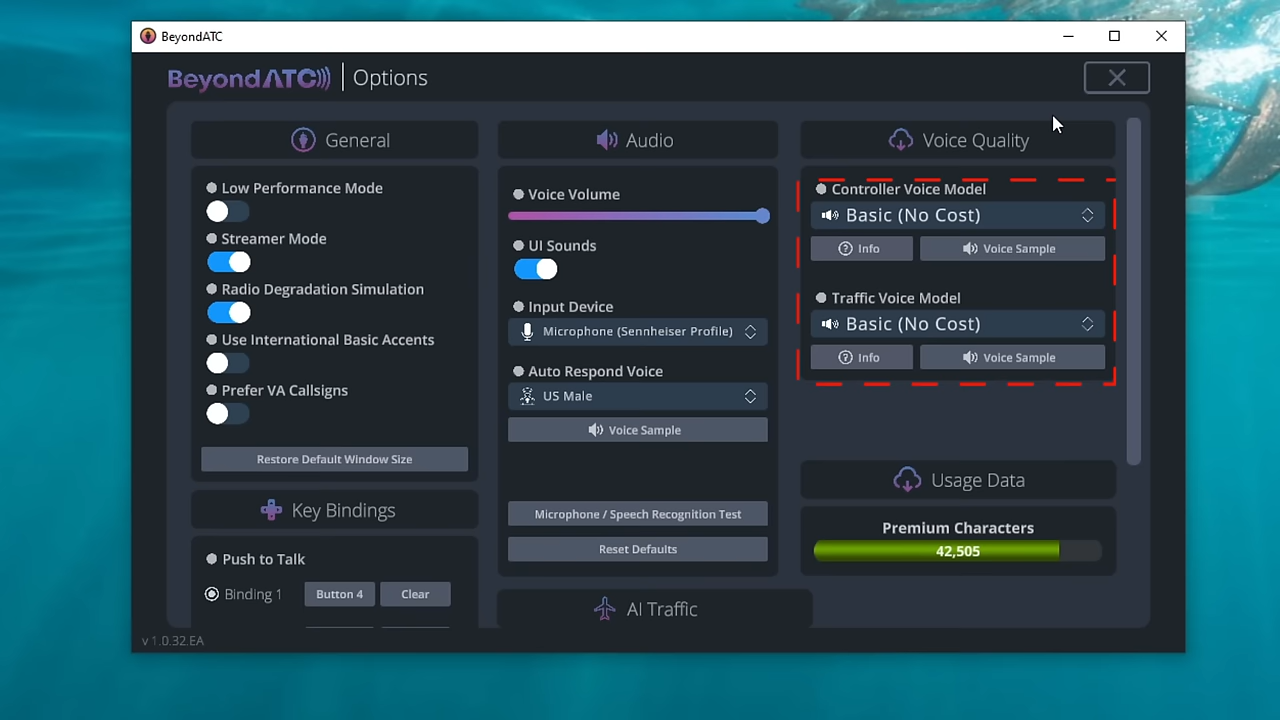 BeyondATC
BeyondATC Options
General
Low Performance Mode
Streamer Mode
Radio Degradation Simulation
Use International Basic Accents
Prefer VA Callsigns
Restore Default Window Size
Key Bindings
Push to Talk
Binding 1 Button 4 Clear
Audio
Voice Volume
UI Sounds
Input Device
Microphone (Sennheiser Profile)
Auto Respond Voice
US Male
Voice Sample
Microphone / Speech Recognition Test
Reset Defaults
AI Traffic
Voice Quality
Controller Voice Model
Basic (No Cost)
Info Voice Sample
Traffic Voice Model
Basic (No Cost)
Info Voice Sample
Usage Data
Premium Characters
42,505
v 1.0.32.EA